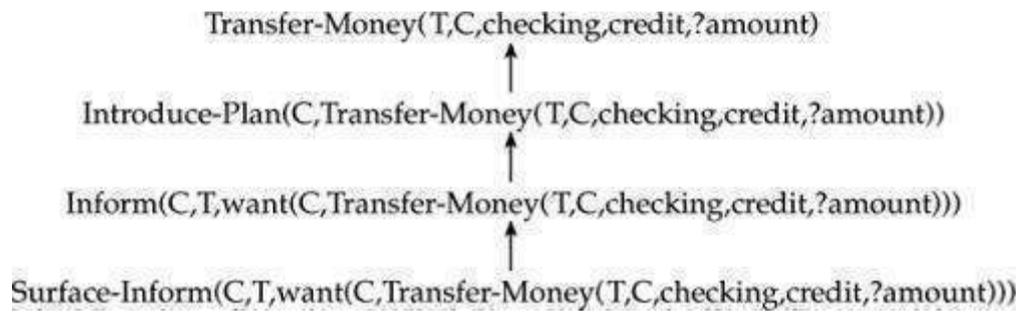 Transfer-Money(T,C,checking,credit,?amount)
Introduce-Plan(C,Transfer-Money(T,C,checking,credit,?amount))
Inform(C,T,want(C,Transfer-Money(T,C,checking,credit,?amount)))
Surface-Inform(C,T,want(C,Transfer-Money(T,C,checking,credit,?amount)))